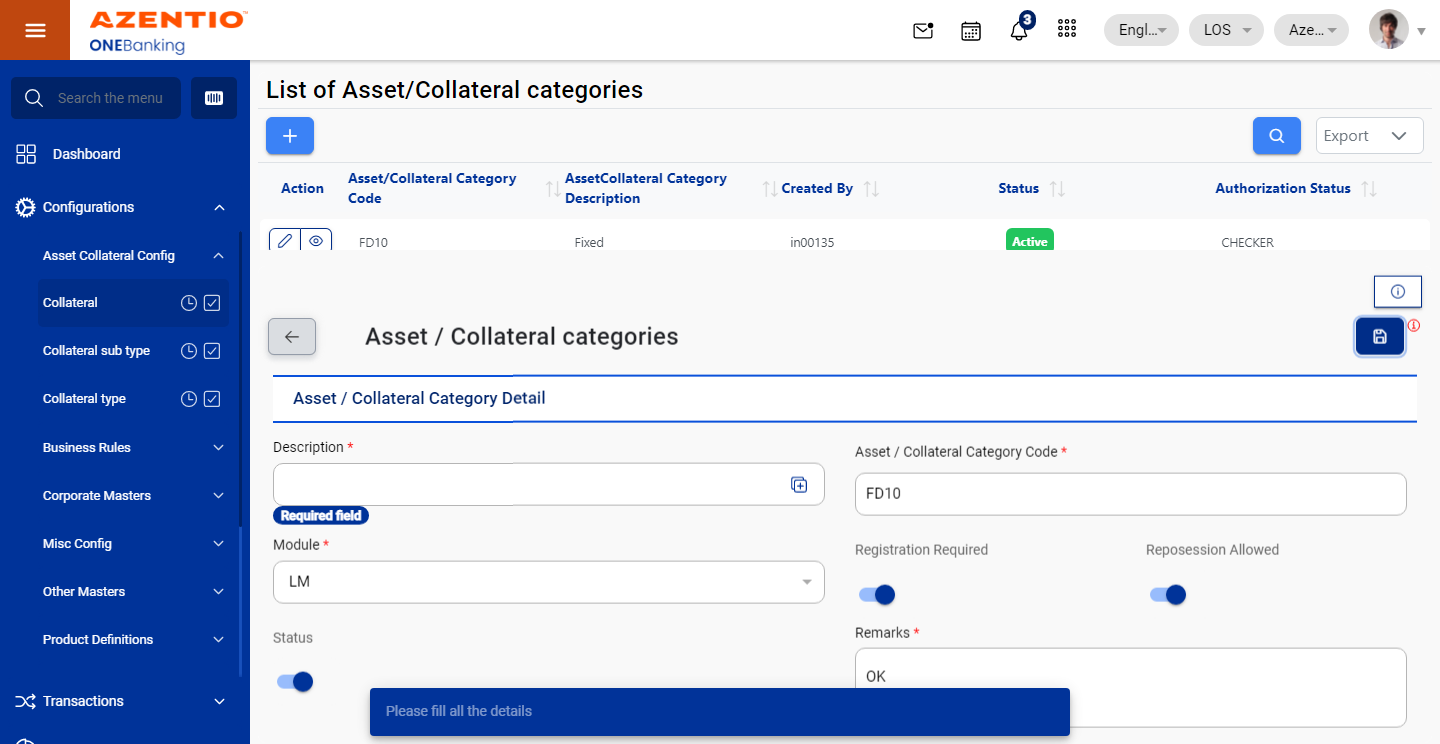 AZENTIO™
ONEBanking
3
Engl...
LOS
Aze...
Search the menu
Dashboard
Configurations
Asset Collateral Config
Collateral
Collateral sub type
Collateral type
Business Rules
Corporate Masters
Misc Config
Other Masters
Product Definitions
Transactions
List of Asset/Collateral categories
Export
Action
Asset/Collateral Category Code
AssetCollateral Category Description
Created By
Status
Authorization Status
FD10
Fixed
in00135
Active
CHECKER
Asset / Collateral categories
Asset / Collateral Category Detail
Description *
Required field
Asset / Collateral Category Code *
FD10
Module *
LM
Registration Required
Reposession Allowed
Status
Remarks *
OK
Please fill all the details